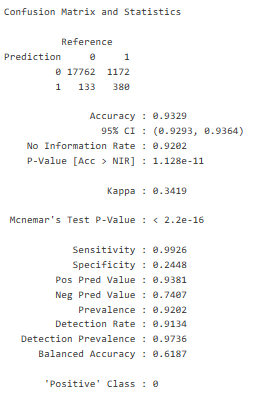 Confusion Matrix and Statistics
Reference
Prediction 0 1
0 17762 1172
1 133 380
Accuracy : 0.9329
95% CI : (0.9293, 0.9364)
No Information Rate : 0.9202
P-Value [Acc > NIR] : 1.128e-11
Kappa : 0.3419
Mcnemar's Test P-Value : < 2.2e-16
Sensitivity : 0.9926
Specificity : 0.2448
Pos Pred Value : 0.9381
Neg Pred Value : 0.7407
Prevalence : 0.9202
Detection Rate : 0.9134
Detection Prevalence : 0.9736
Balanced Accuracy : 0.6187
'Positive' Class : 0